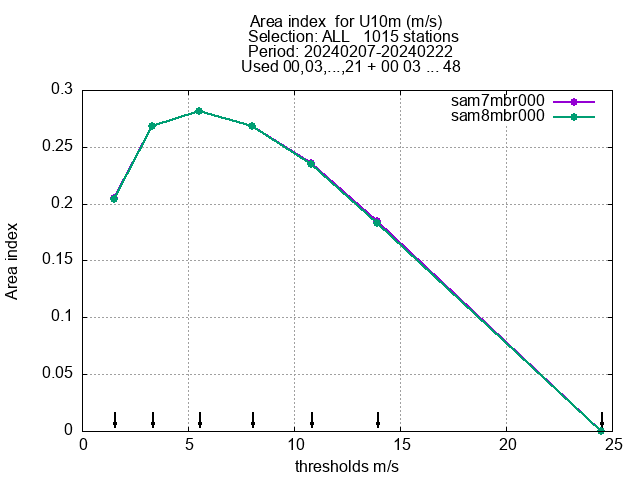 Area index  for U10m (m/s)
Selection: ALL   1015 stations
Period: 20240207-20240222
Used 00,03,...,21 + 00 03 ... 48
sam7mbr000
sam8mbr000
0.3
0.25
0.2
0.15
0.1
0.05
0
Area index
0 5 10 15 20 25
thresholds m/s